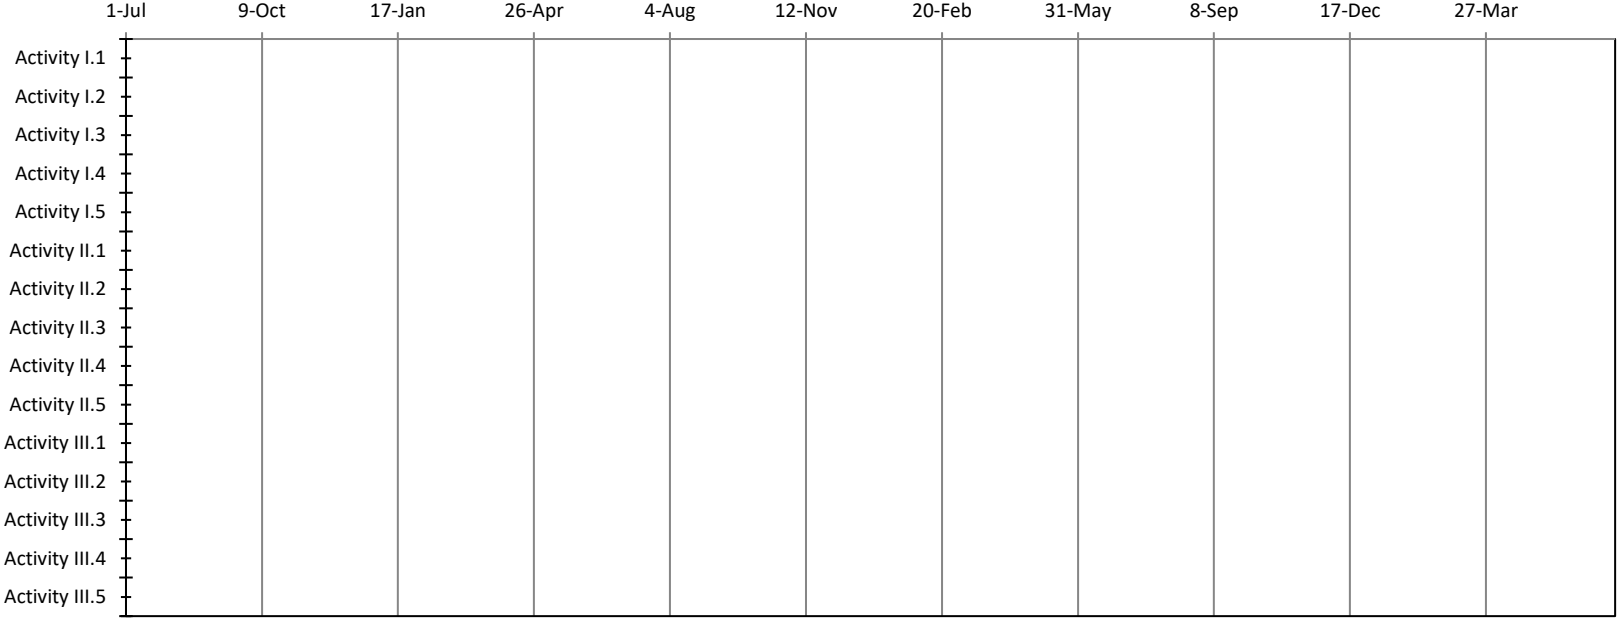 1-Jul 9-Oct 17-Jan 26-Apr 4-Aug 12-Nov 20-Feb 31-May 8-Sep 17-Dec 27-Mar
Activity I.1
Activity I.2
Activity I.3
Activity I.4
Activity I.5
Activity II.1
Activity II.2
Activity II.3
Activity II.4
Activity II.5
Activity III.1
Activity III.2
Activity III.3
Activity III.4
Activity III.5